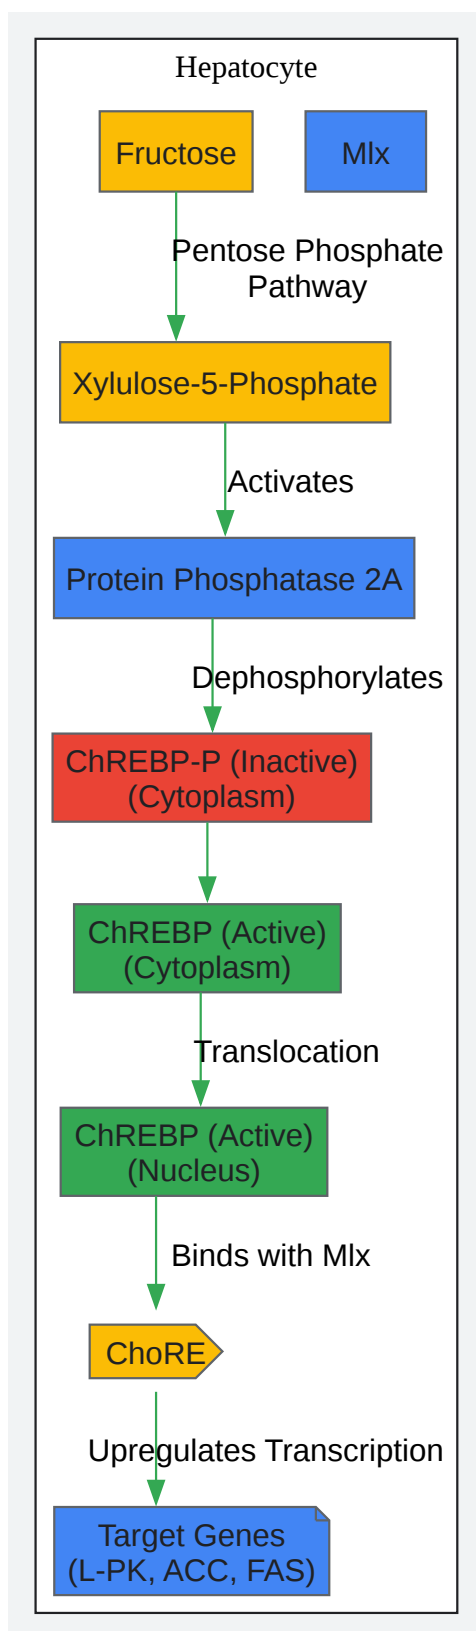 Hepatocyte
Fructose
Mlx
Pentose Phosphate
Pathway
Xylulose-5-Phosphate
Activates
Protein Phosphatase 2A
Dephosphorylates
ChREBP-P (Inactive)
(Cytoplasm)
ChREBP (Active)
(Cytoplasm)
Translocation
ChREBP (Active)
(Nucleus)
Binds with Mlx
ChoRE
Upregulates Transcription
Target Genes
(L-PK, ACC, FAS)